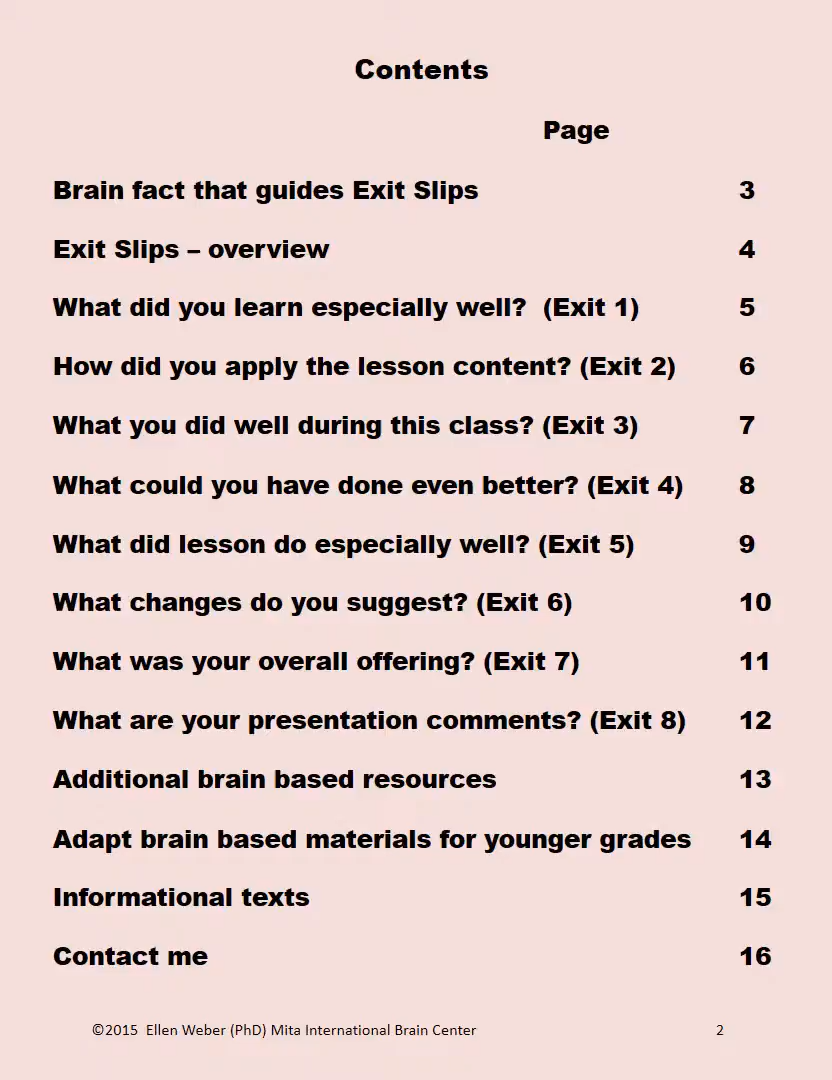 Contents
Page
Brain fact that guides Exit Slips 3
Exit Slips – overview 4
What did you learn especially well? (Exit 1) 5
How did you apply the lesson content? (Exit 2) 6
What you did well during this class? (Exit 3) 7
What could you have done even better? (Exit 4) 8
What did lesson do especially well? (Exit 5) 9
What changes do you suggest? (Exit 6) 10
What was your overall offering? (Exit 7) 11
What are your presentation comments? (Exit 8) 12
Additional brain based resources 13
Adapt brain based materials for younger grades 14
Informational texts 15
Contact me 16
©2015 Ellen Weber (PhD) Mita International Brain Center 2